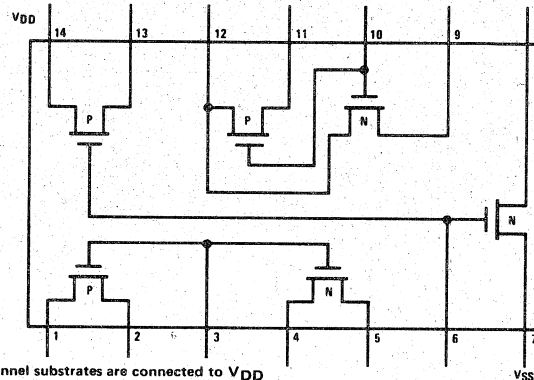 VDD
14 13 12 11 10 9
P
P
N
N
P
N
1 2 3 4 5 6 7
nnel substrates are connected to VDD
VSS